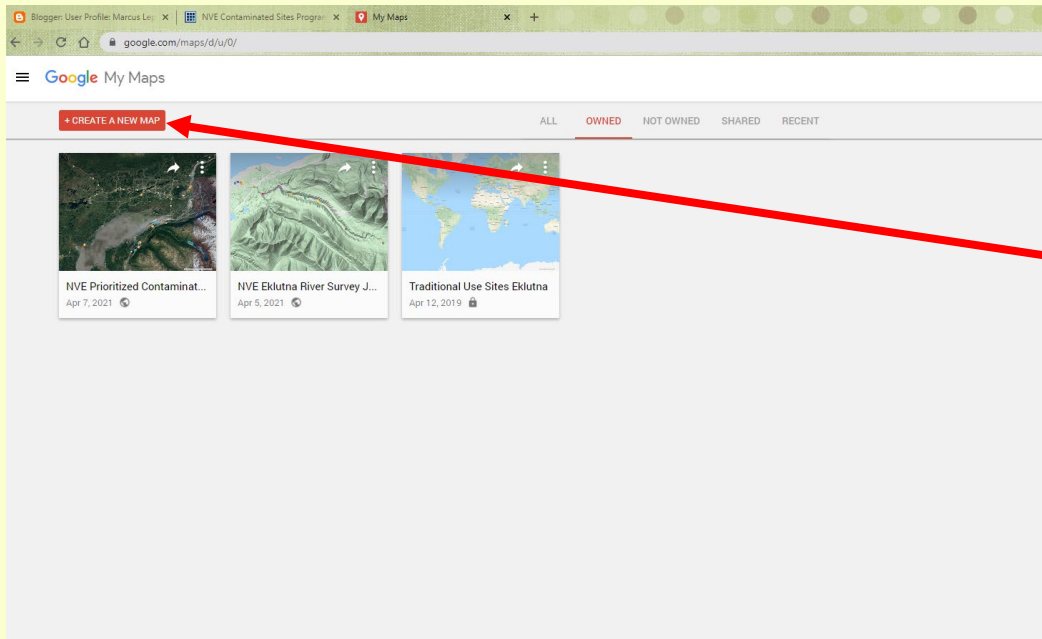 Blogger: User Profile: Marcus Lep
NVE Contaminated Sites Program
My Maps
google.com/maps/d/u/0/
Google My Maps
+ CREATE A NEW MAP
ALL OWNED NOT OWNED SHARED RECENT
NVE Prioritized Contaminat...
Apr 7, 2021
NVE Eklutna River Survey J...
Apr 5, 2021
Traditional Use Sites Eklutna
Apr 12, 2019